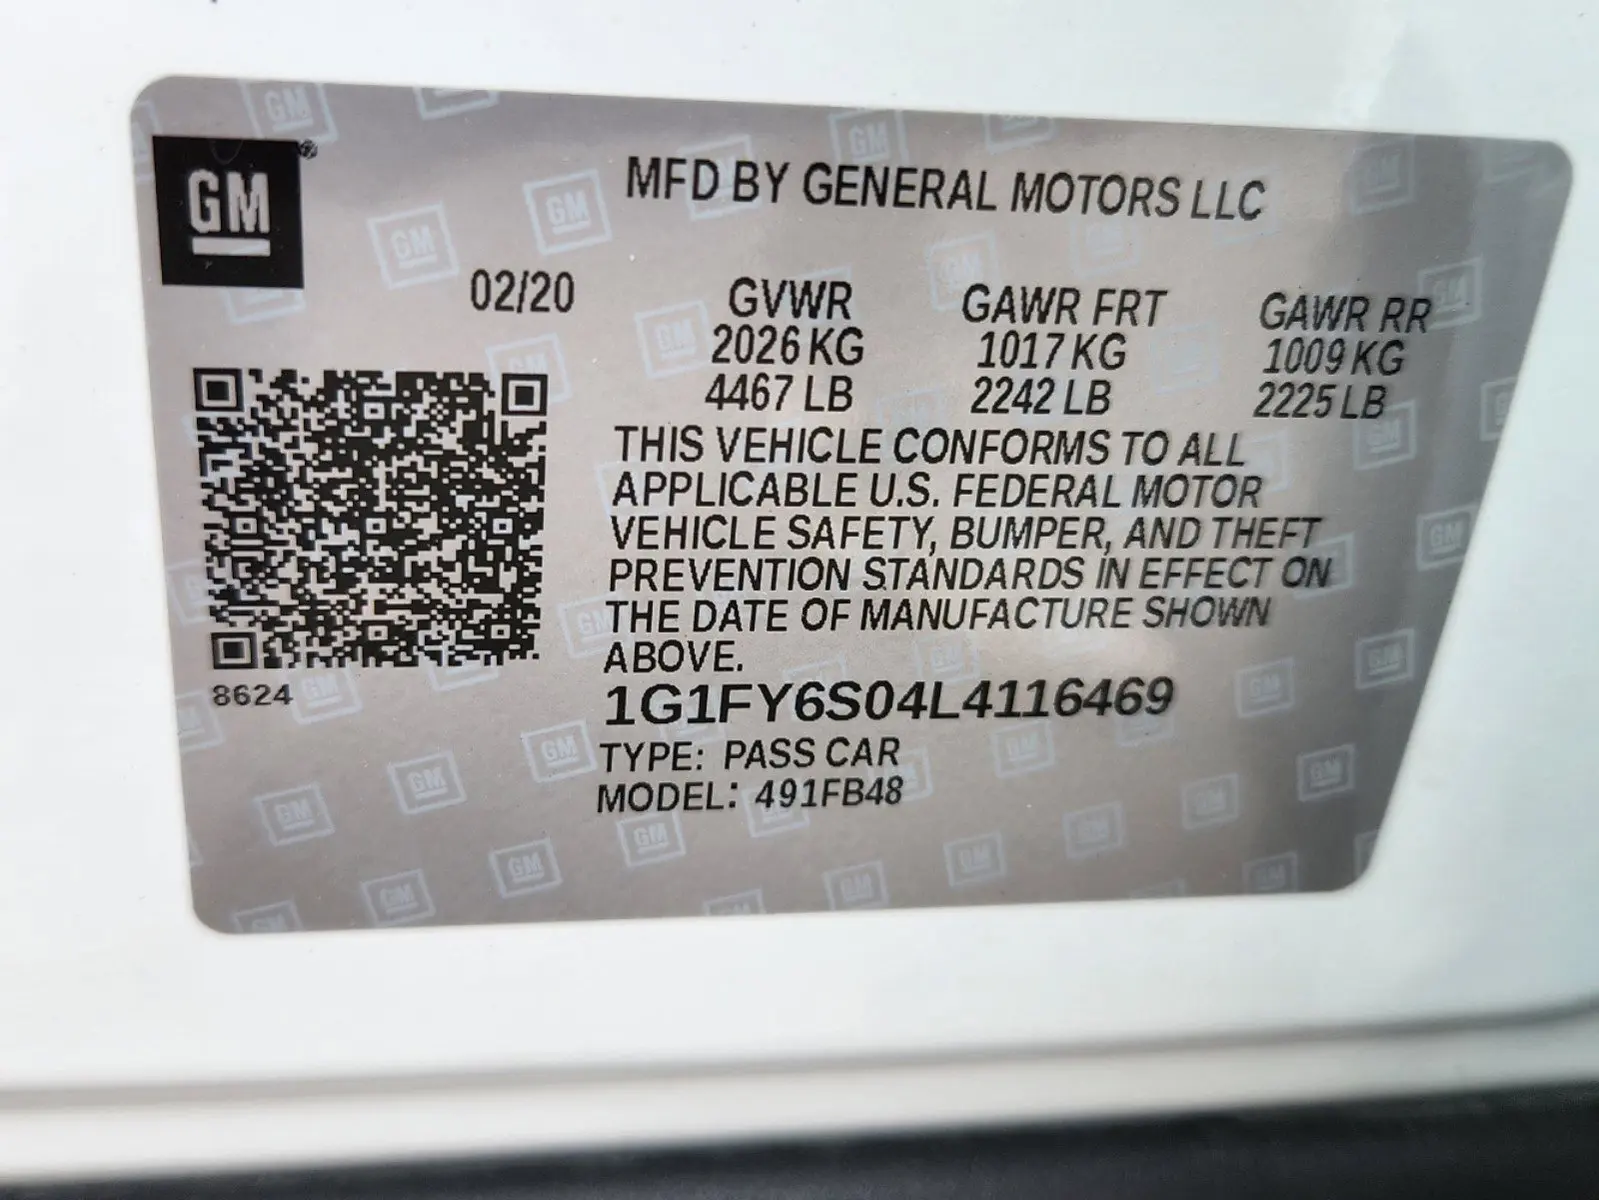 GM
MFD BY GENERAL MOTORS LLC
02/20 GVWR GAWR FRT GAWR RR
2026 KG 1017 KG 1009 KG
4467 LB 2242 LB 2225 LB
THIS VEHICLE CONFORMS TO ALL
APPLICABLE U.S. FEDERAL MOTOR
VEHICLE SAFETY, BUMPER, AND THEFT
PREVENTION STANDARDS IN EFFECT ON
THE DATE OF MANUFACTURE SHOWN
ABOVE.
8624
1G1FY6S04L4116469
TYPE: PASS CAR
MODEL: 491FB48